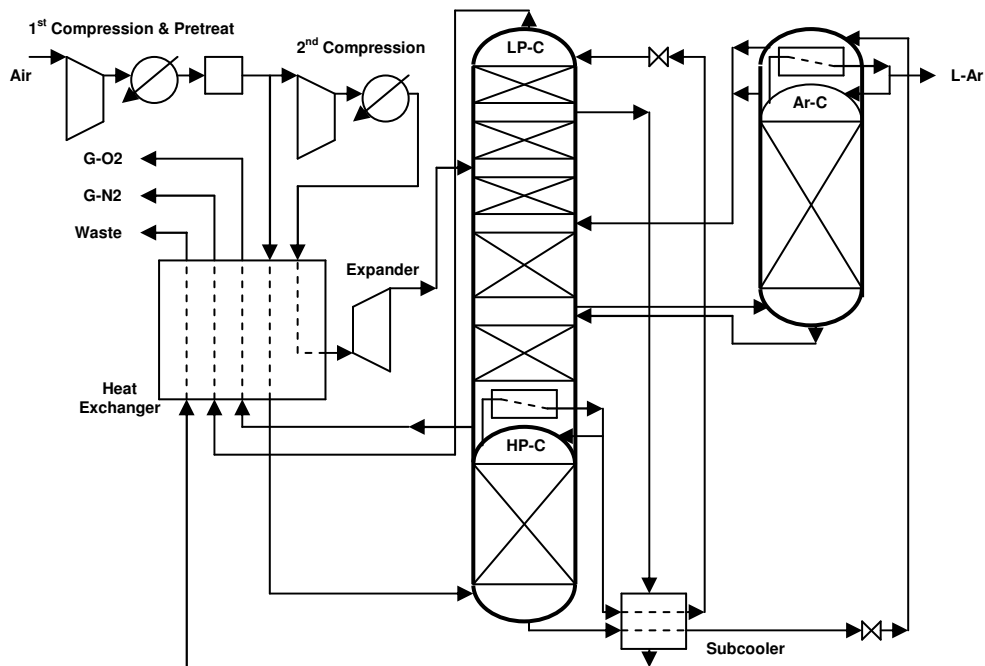 1st Compression & Pretreat
2nd Compression
LP-C
Air
L-Ar
Ar-C
G-O2
G-N2
Waste
Expander
Heat
Exchanger
HP-C
Subcooler